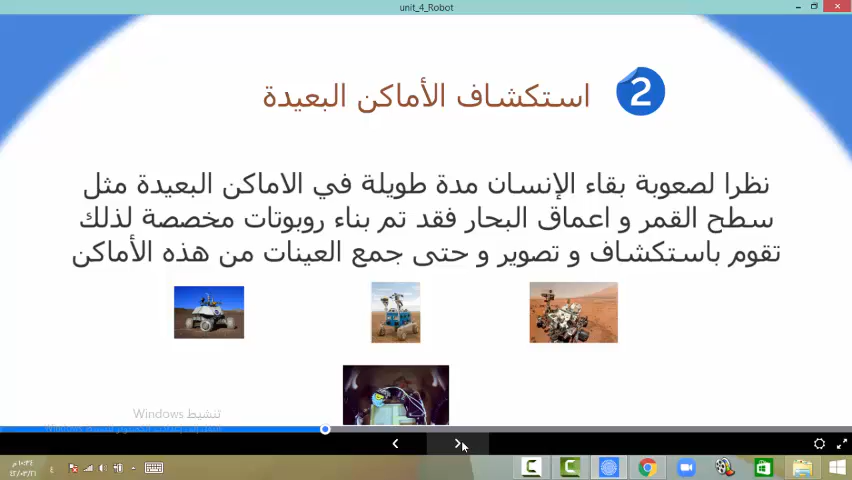 unit_4_Robot
2
استكشاف الأماكن البعيدة
نظرا لصعوبة بقاء الإنسان مدة طويلة في الاماكن البعيدة مثل
سطح القمر و اعماق البحار فقد تم بناء روبوتات مخصصة لذلك
تقوم باستكشاف و تصوير و حتى جمع العينات من هذه الأماكن
تنشيط Windows